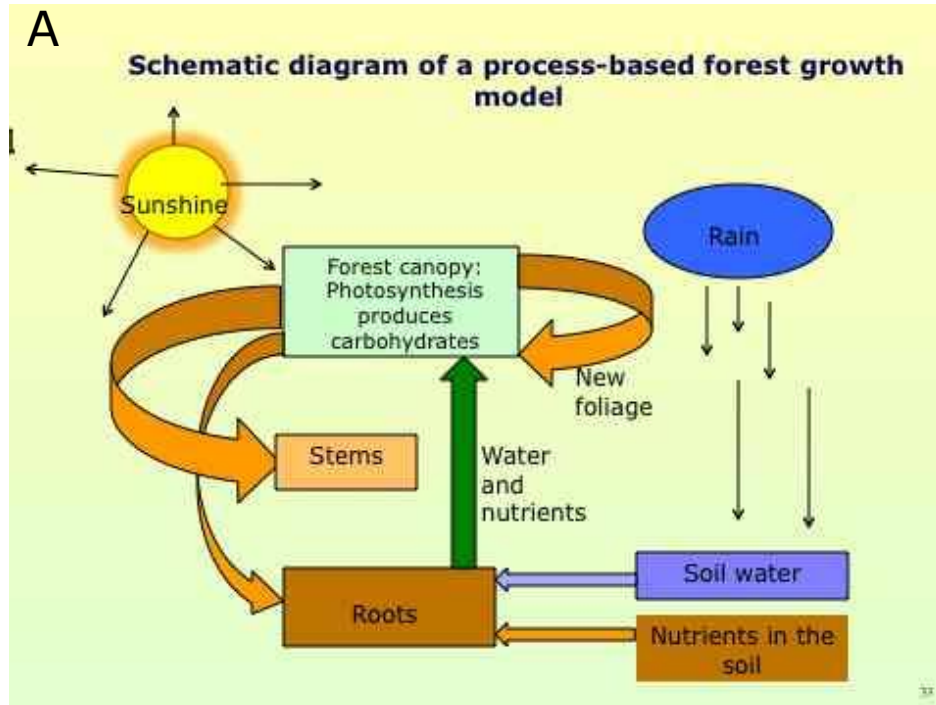 A
Schematic diagram of a process-based forest growth
model
Sunshine
Rain
Forest canopy:
Photosynthesis
produces
carbohydrates
New
foliage
Stems
Water
and
nutrients
Soil water
Roots
Nutrients in the
soil
33